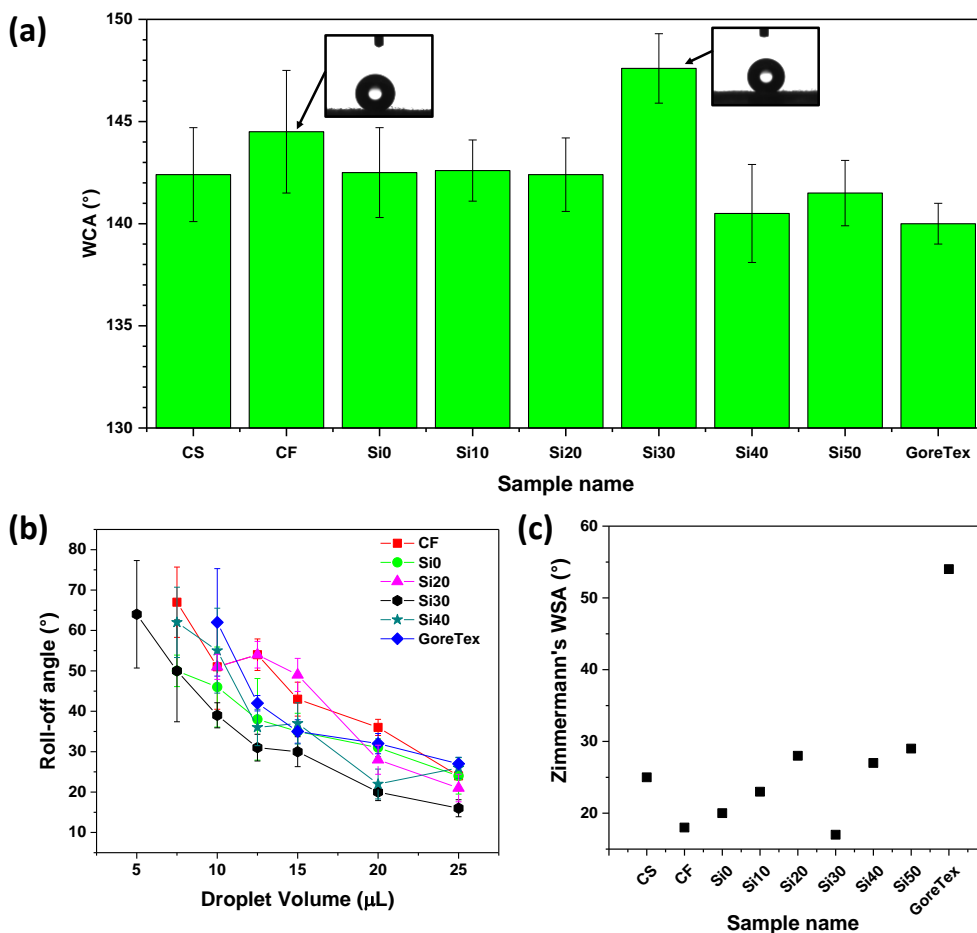 (a)
150
145
140
135
130
WCA (°)
CS CF Si0 Si10 Si20 Si30 Si40 Si50 GoreTex
Sample name
(b)
80
70
60
50
40
30
20
10
Roll-off angle (°)
CF
Si0
Si20
Si30
Si40
GoreTex
5 10 15 20 25
Droplet Volume (μL)
(c)
60
50
40
30
20
Zimmermann's WSA (°)
CS CF Si0 Si10 Si20 Si30 Si40 Si50 GoreTex
Sample name